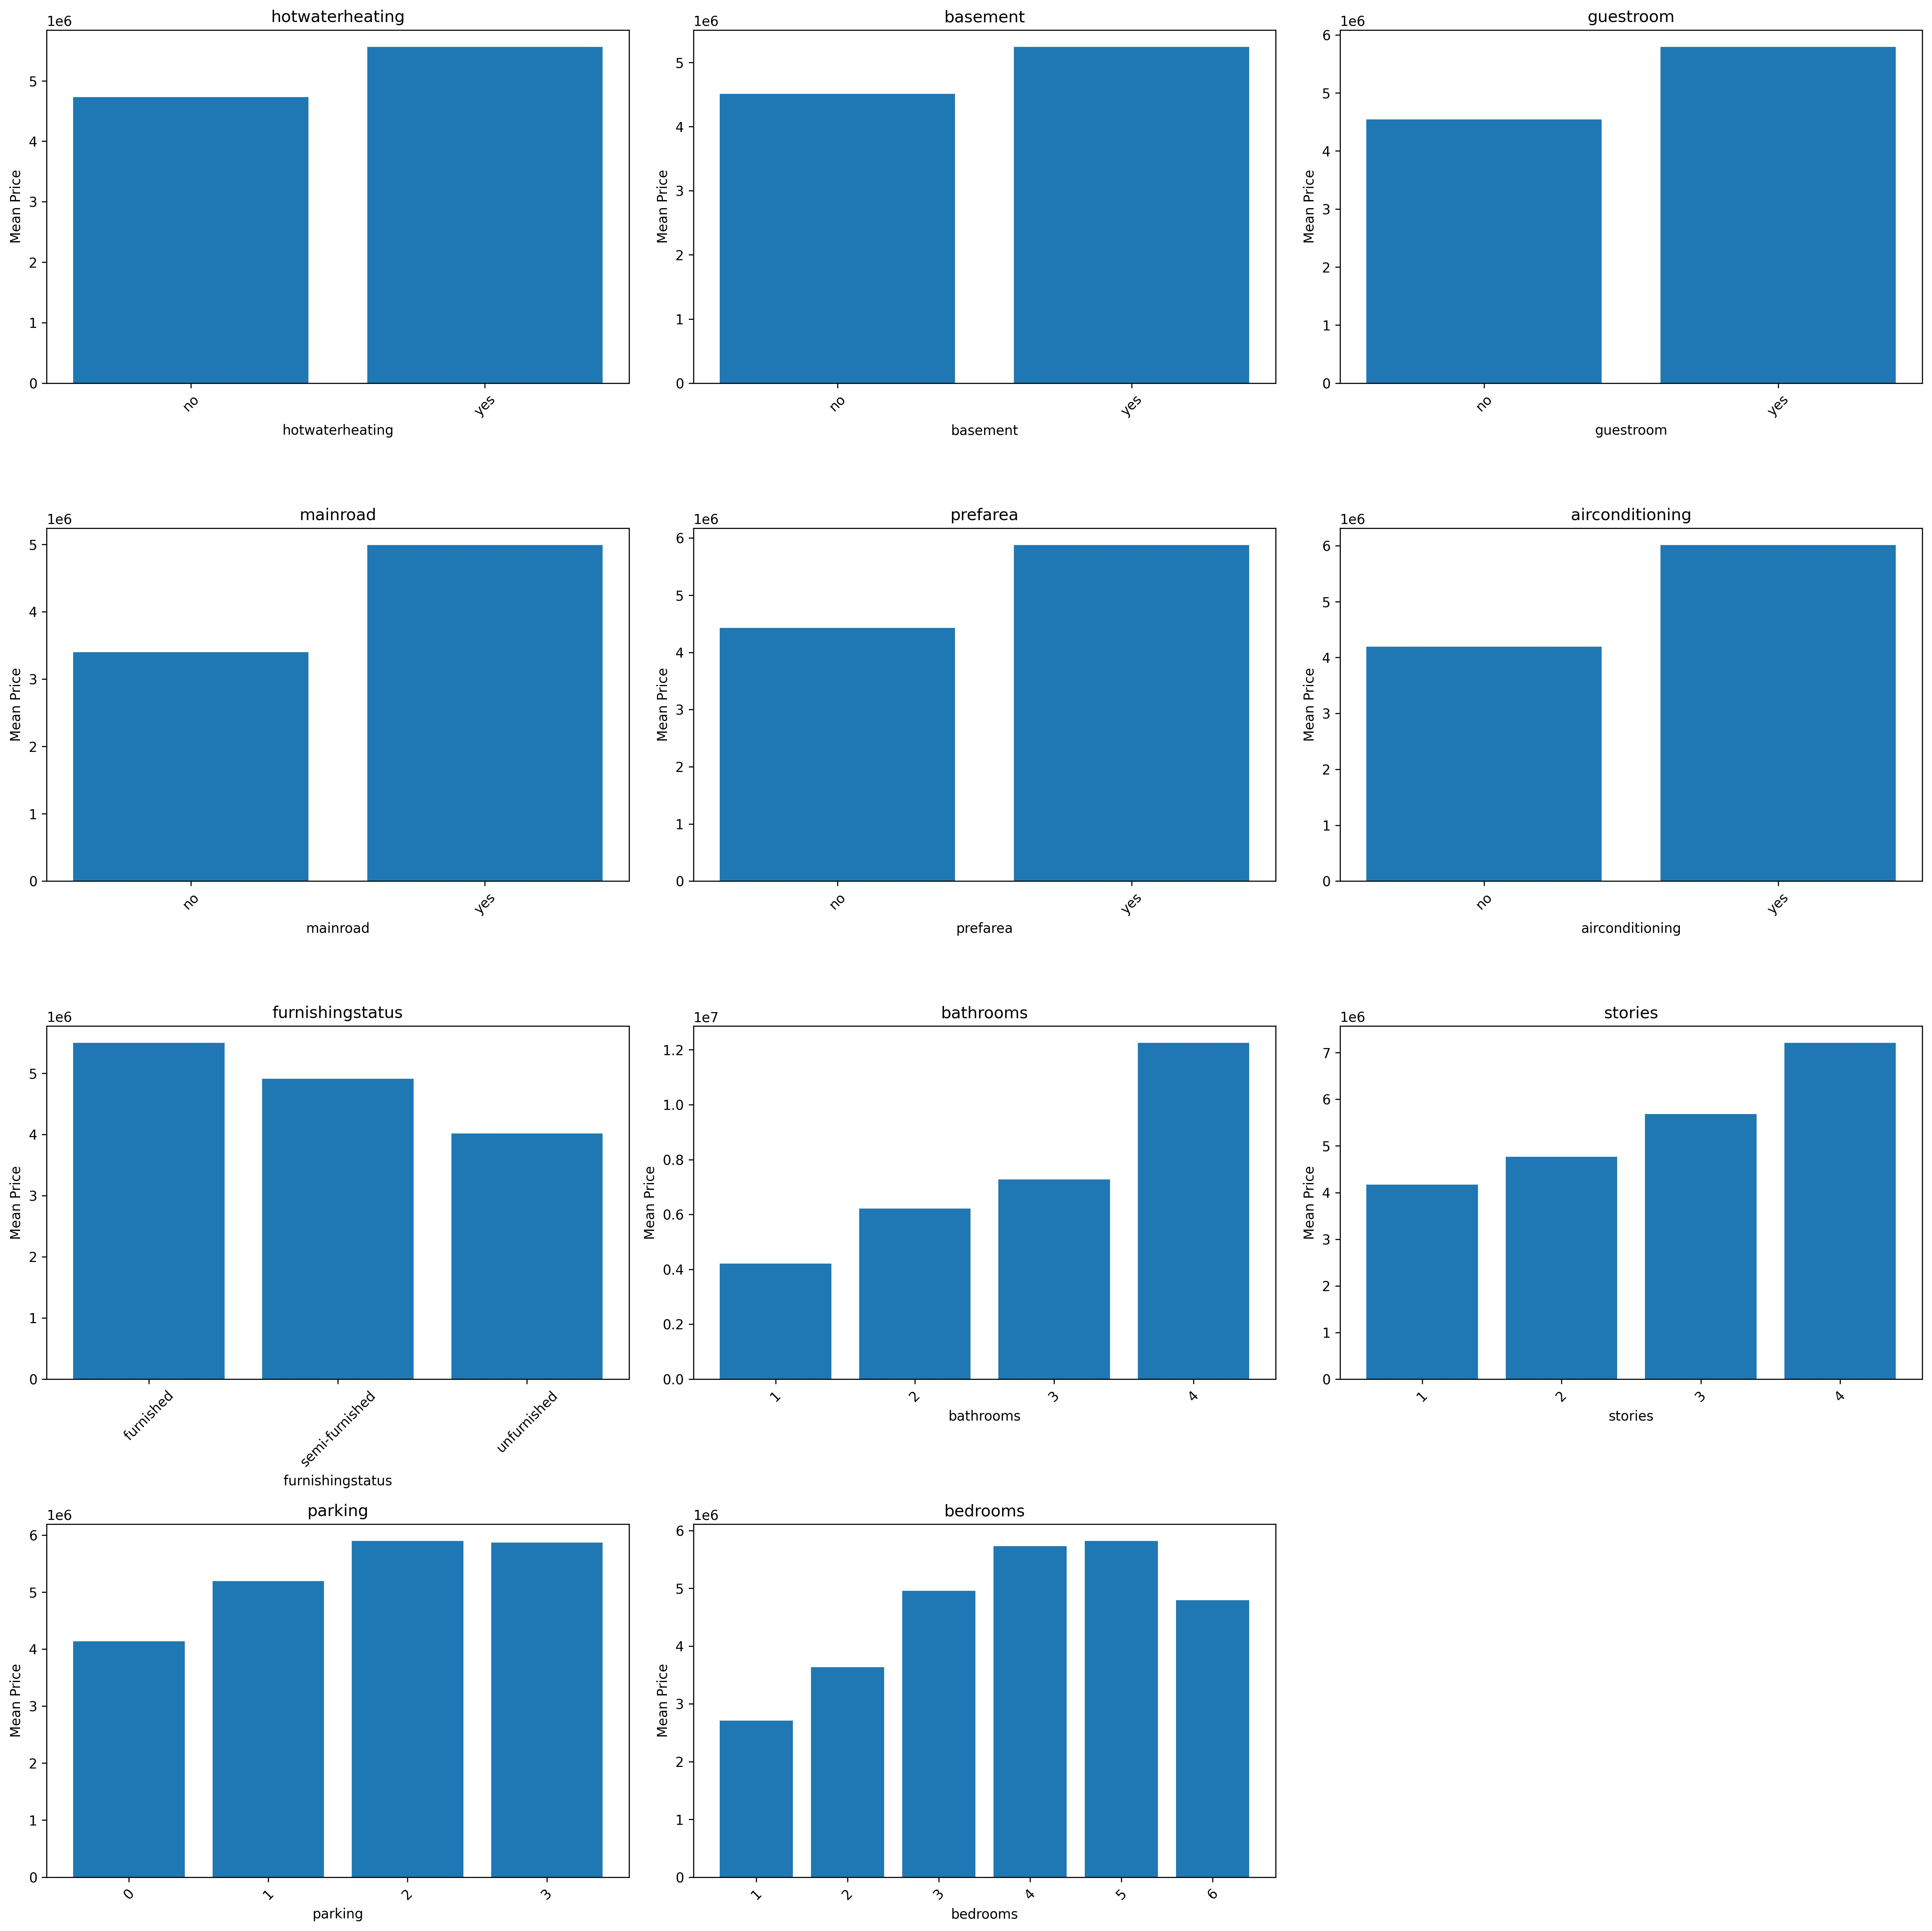 hotwaterheating
1e6
Mean Price
5
4
3
2
1
0
no
yes
hotwaterheating
basement
1e6
Mean Price
5
4
3
2
1
0
no
yes
basement
guestroom
1e6
Mean Price
6
5
4
3
2
1
0
no
yes
guestroom
mainroad
1e6
Mean Price
5
4
3
2
1
0
no
yes
mainroad
prefarea
1e6
Mean Price
6
5
4
3
2
1
0
no
yes
prefarea
airconditioning
1e6
Mean Price
6
5
4
3
2
1
0
no
yes
airconditioning
furnishingstatus
1e6
Mean Price
5
4
3
2
1
0
furnished
semi-furnished
unfurnished
furnishingstatus
bathrooms
1e7
Mean Price
1.2
1.0
0.8
0.6
0.4
0.2
0.0
1
2
3
4
bathrooms
stories
1e6
Mean Price
7
6
5
4
3
2
1
0
1
2
3
4
stories
parking
1e6
Mean Price
6
5
4
3
2
1
0
0
1
2
3
parking
bedrooms
1e6
Mean Price
6
5
4
3
2
1
0
1
2
3
4
5
6
bedrooms